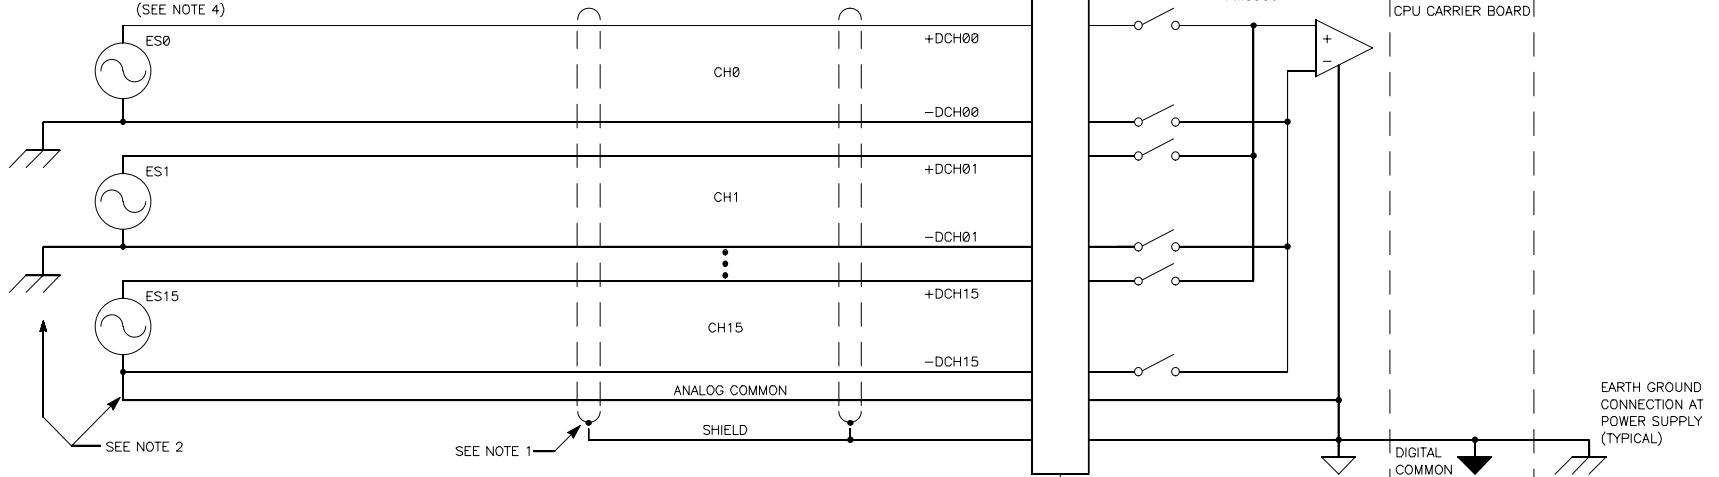 (SEE NOTE 4)
CPU CARRIER BOARD
ES0
+DCH00
+
−
CH0
−DCH00
ES1
+DCH01
CH1
−DCH01
ES15
+DCH15
CH15
−DCH15
ANALOG COMMON
SHIELD
SEE NOTE 2
SEE NOTE 1
DIGITAL
COMMON
EARTH GROUND
CONNECTION AT
POWER SUPPLY
(TYPICAL)